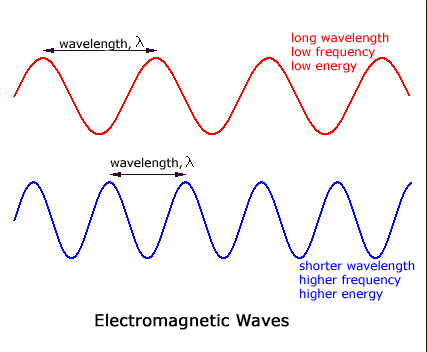 wavelength, λ
long wavelength
low frequency
low energy
wavelength, λ
shorter wavelength
higher frequency
higher energy
Electromagnetic Waves